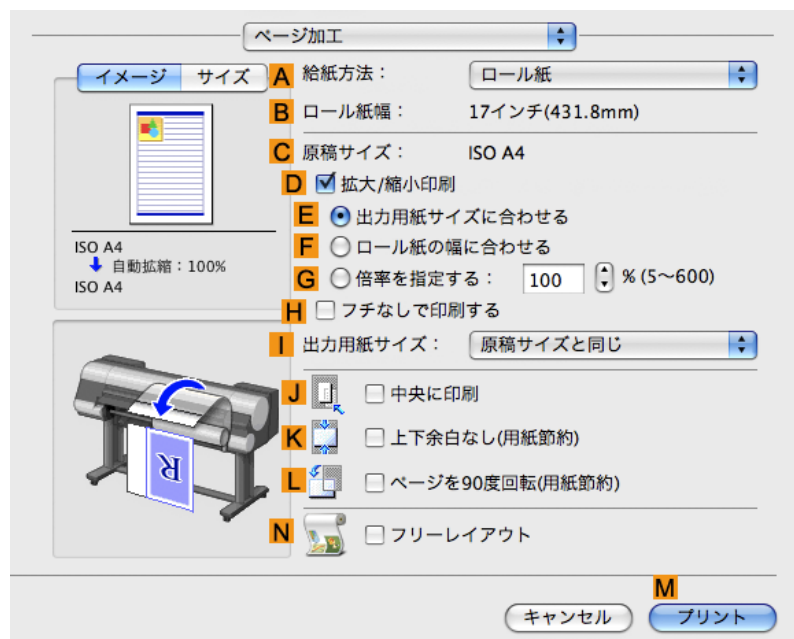 ページ加工
イメージ サイズ
A 給紙方法： ロール紙
B ロール紙幅： 17インチ(431.8mm)
C 原稿サイズ： ISO A4
D 拡大/縮小印刷
E 出力用紙サイズに合わせる
F ロール紙の幅に合わせる
G 倍率を指定する： 100 % (5〜600)
ISO A4
自動拡縮：100%
ISO A4
H フチなしで印刷する
I 出力用紙サイズ： 原稿サイズと同じ
J 中央に印刷
K 上下余白なし(用紙節約)
L ページを90度回転(用紙節約)
R
N フリーレイアウト
M
キャンセル プリント